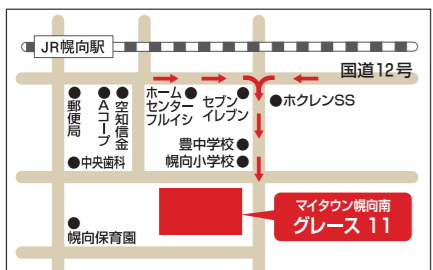 JR幌向駅
国道12号
郵便局
Aコープ
空知信金
ホーム
センター
フルイシ
セブン
イレブン
ホクレンSS
豊中学校
幌向小学校
中央歯科
マイタウン幌向南
グレース 11
幌向保育園